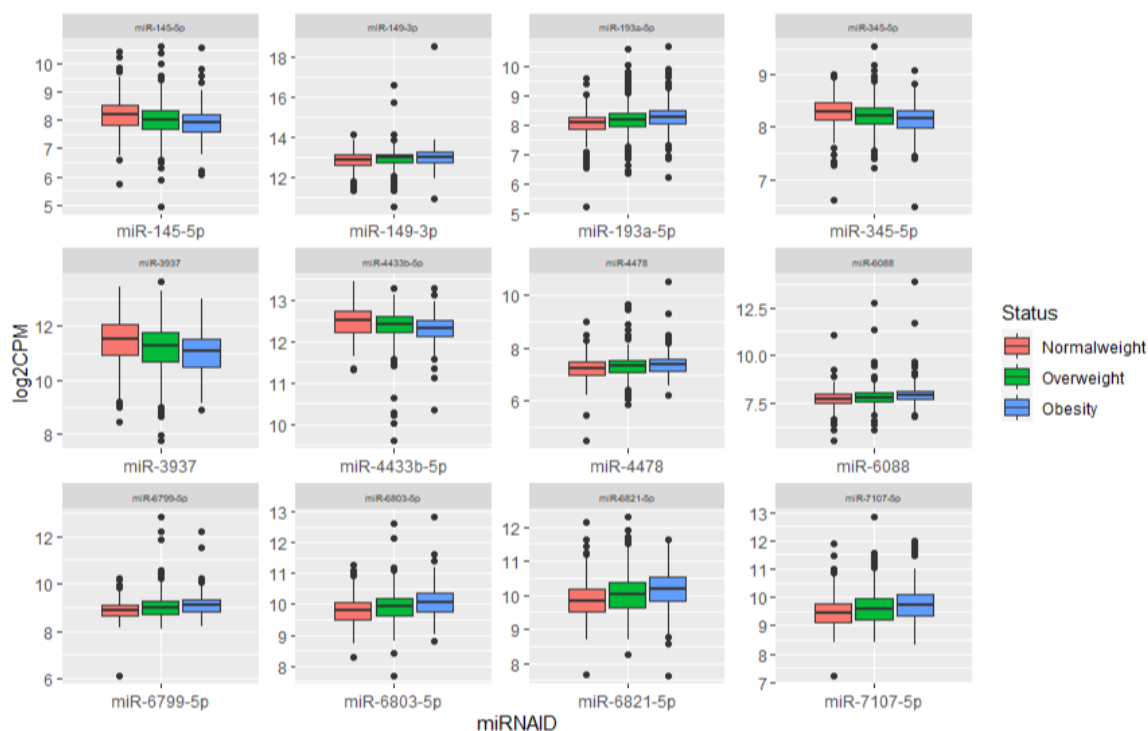 miR-145-5p
miR-149-3p
miR-193a-5p
miR-345-5p
10
9
8
7
6
5
18
16
14
12
10
9
8
7
6
5
9
8
7
miR-145-5p
miR-149-3p
miR-193a-5p
miR-345-5p
miR-3937
miR-4433b-5p
miR-4478
miR-6088
12
10
8
13
12
11
10
10
8
6
12.5
10.0
7.5
miR-3937
miR-4433b-5p
miR-4478
miR-6088
miR-6799-5p
miR-6803-5p
miR-6821-5p
miR-7107-5p
12
10
8
6
13
12
11
10
9
8
12
11
10
9
8
13
12
11
10
9
8
7
miR-6799-5p
miR-6803-5p
miR-6821-5p
miR-7107-5p
log2CPM
miRNAID
Status
Normalweight
Overweight
Obesity